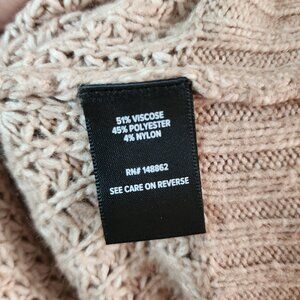 51% VISCOSE
45% POLYESTER
4% NYLON
RN# 148862
SEE CARE ON REVERSE